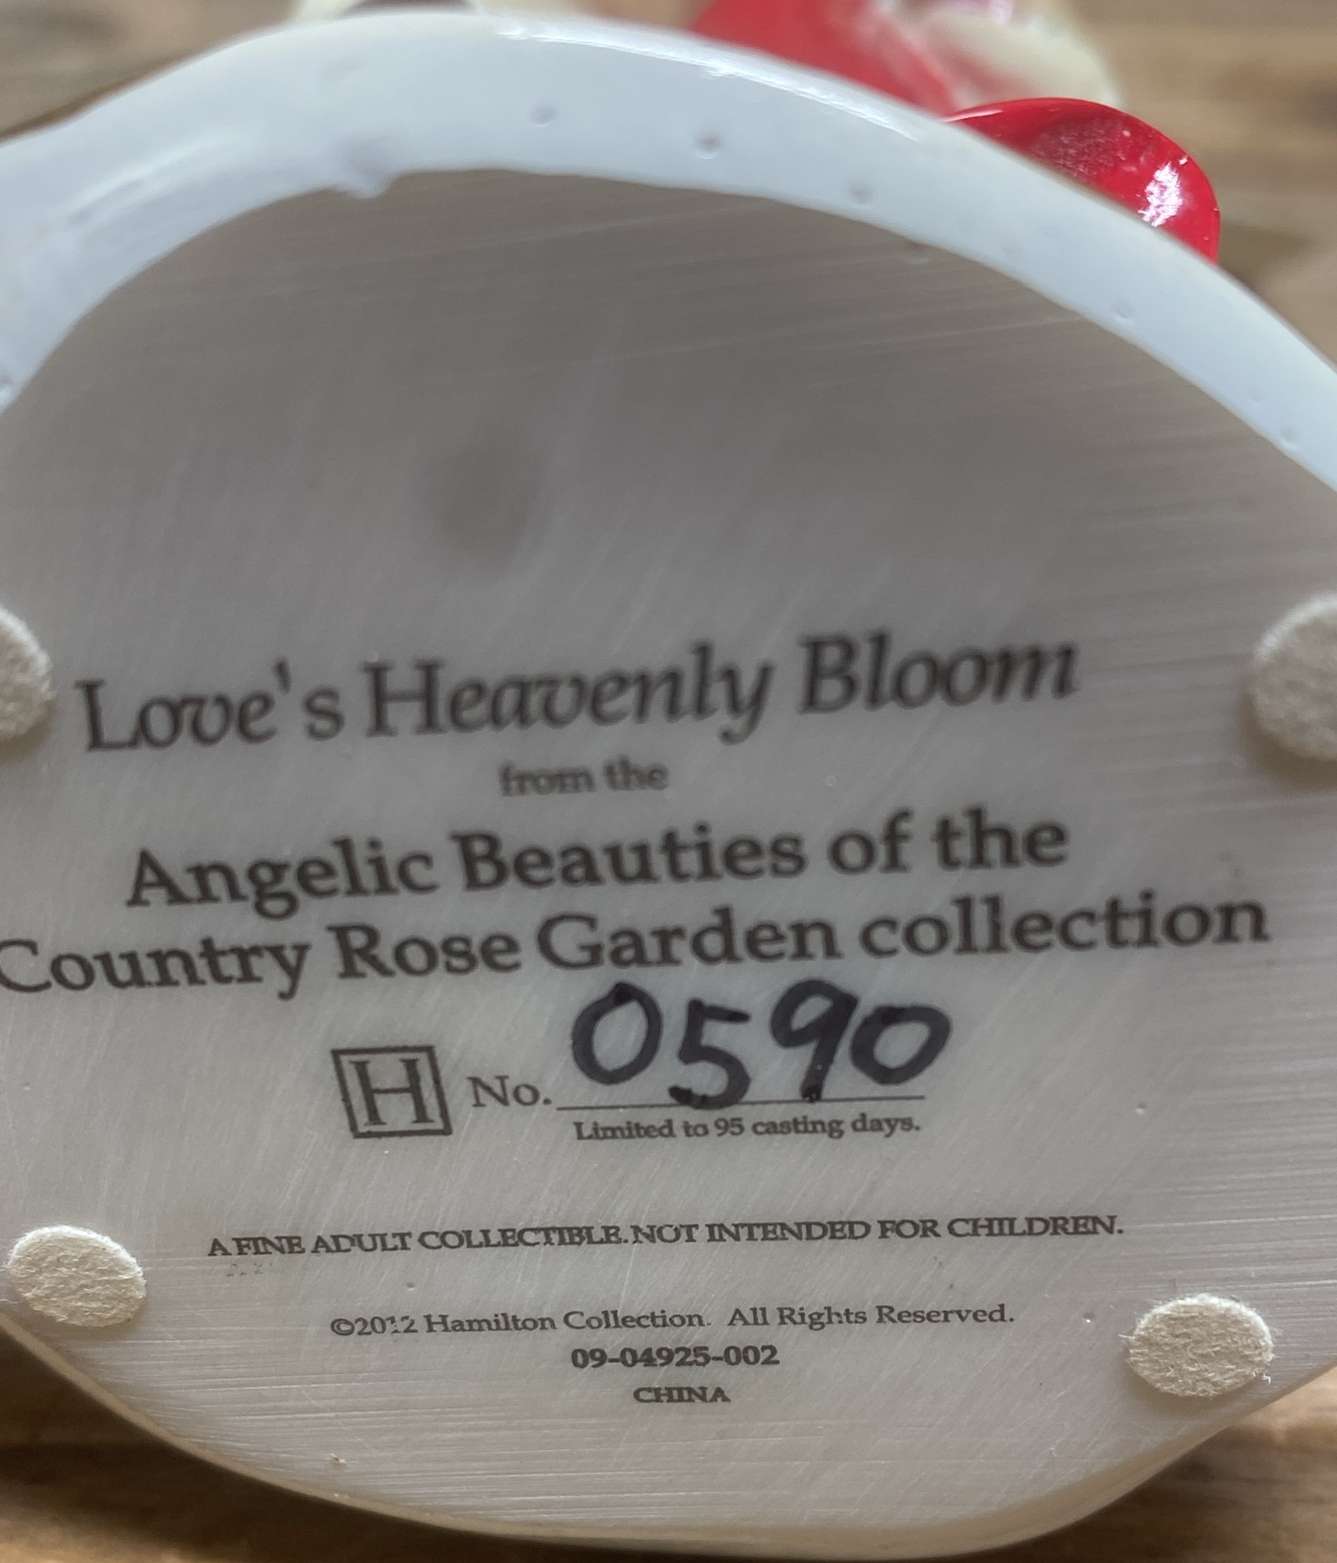 Love's Heavenly Bloom
from the
Angelic Beauties of the
Country Rose Garden collection
H No. 0590
Limited to 95 casting days.
A FINE ADULT COLLECTIBLE. NOT INTENDED FOR CHILDREN.
©2012 Hamilton Collection. All Rights Reserved.
09-04925-002
CHINA